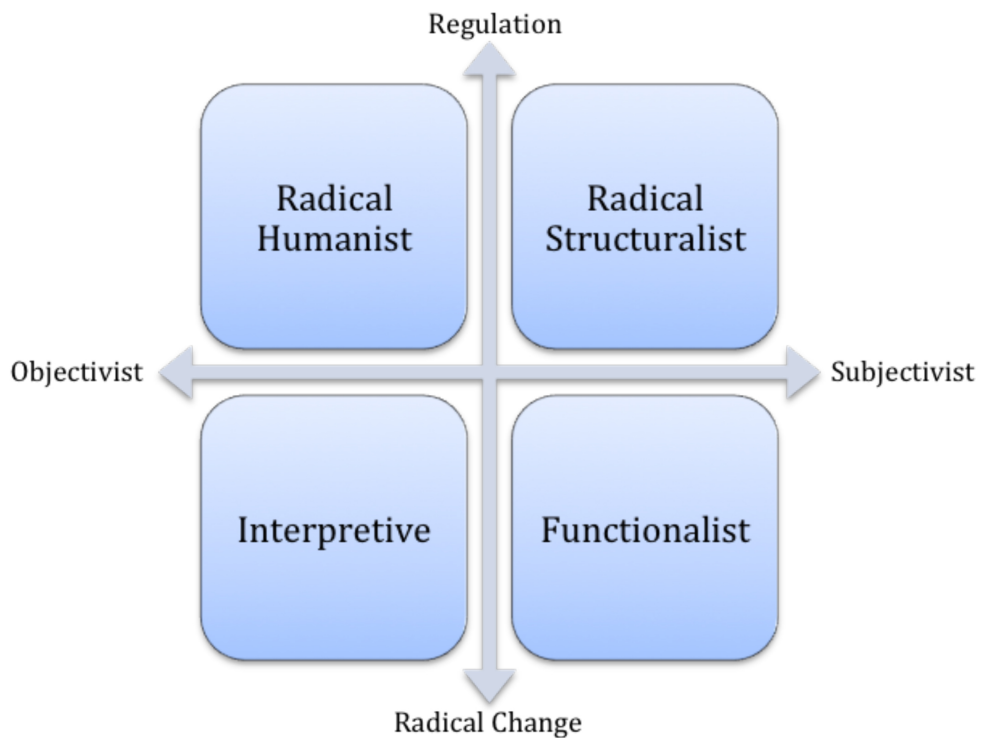 Regulation
Radical
Humanist
Radical
Structuralist
Objectivist
Subjectivist
Interpretive
Functionalist
Radical Change